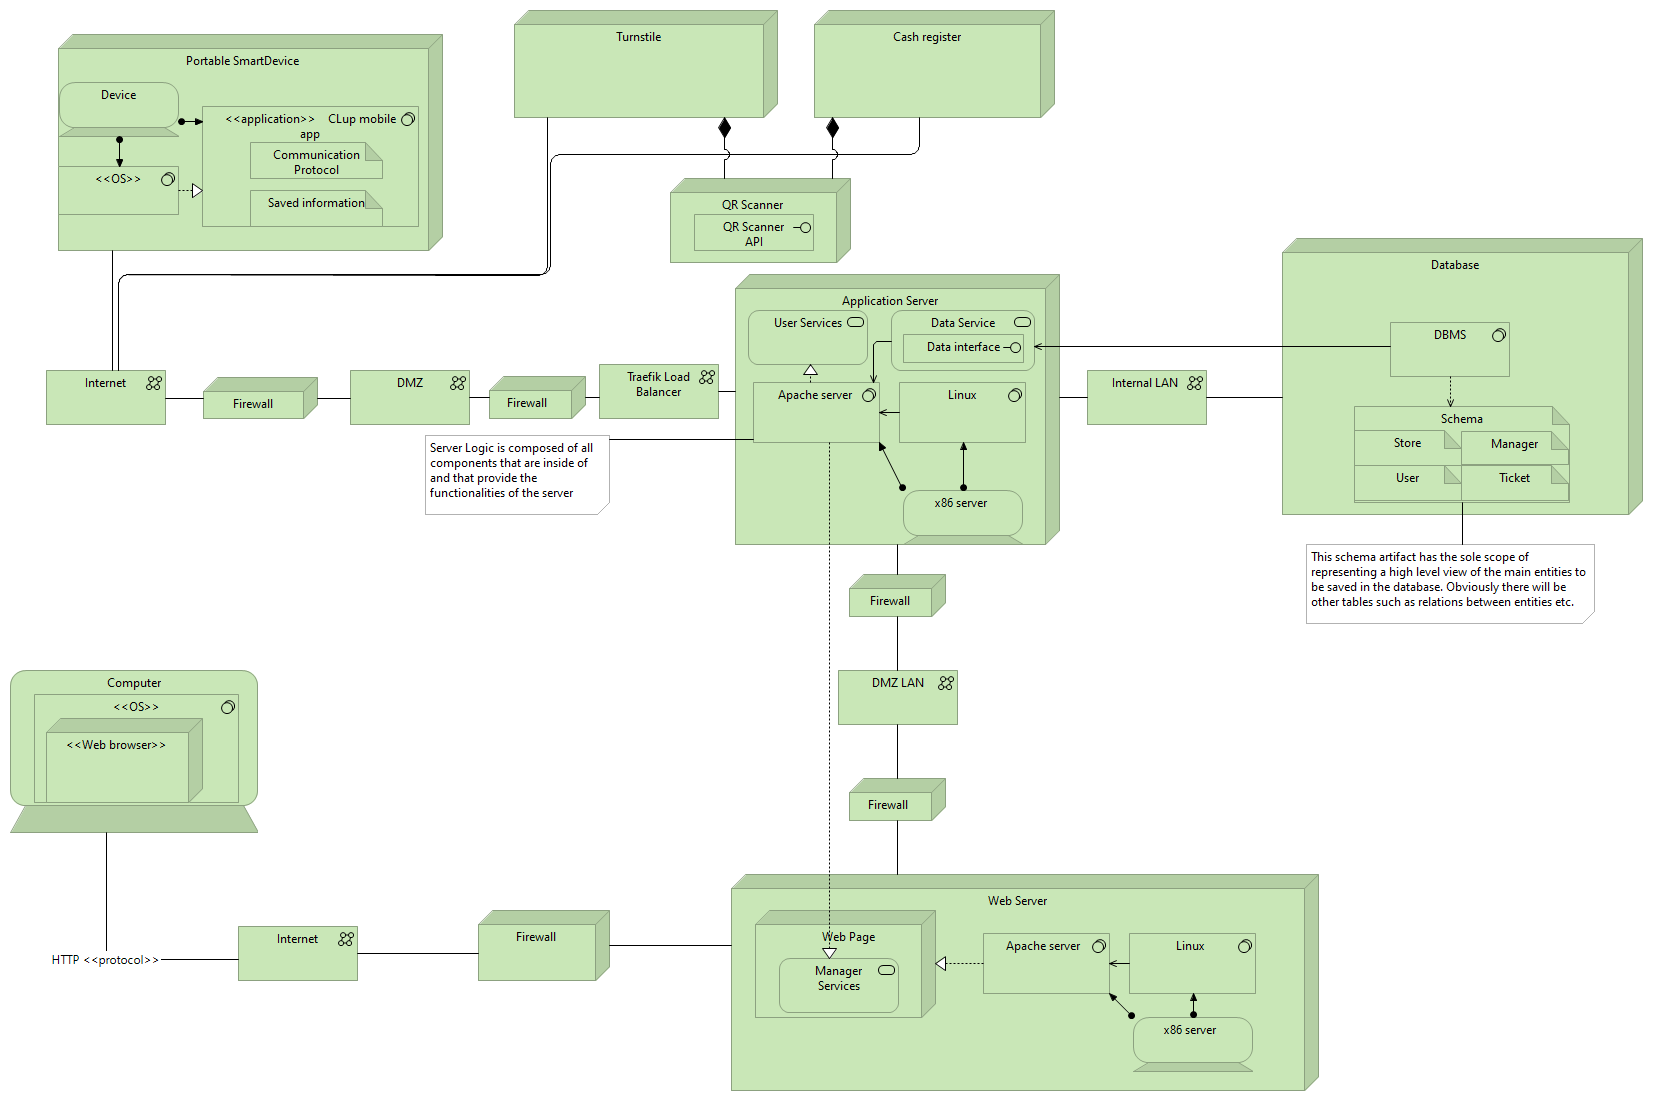 Turnstile
Cash register
Portable SmartDevice
Device
<<application>> CLup mobile
app
Communication
Protocol
<<OS>>
Saved information
QR Scanner
QR Scanner
API
Database
Application Server
User Services
Data Service
Data interface
DBMS
Internet
Firewall
DMZ
Firewall
Traefik Load
Balancer
Apache server
Linux
Internal LAN
Schema
Store
Manager
User
Ticket
Server Logic is composed of all
components that are inside of
and that provide the
functionalities of the server
x86 server
This schema artifact has the sole scope of
representing a high level view of the main entities to
be saved in the database. Obviously there will be
other tables such as relations between entities etc.
Firewall
DMZ LAN
Computer
<<OS>>
<<Web browser>>
Firewall
Web Server
HTTP <<protocol>>
Internet
Firewall
Web Page
Manager
Services
Apache server
Linux
x86 server